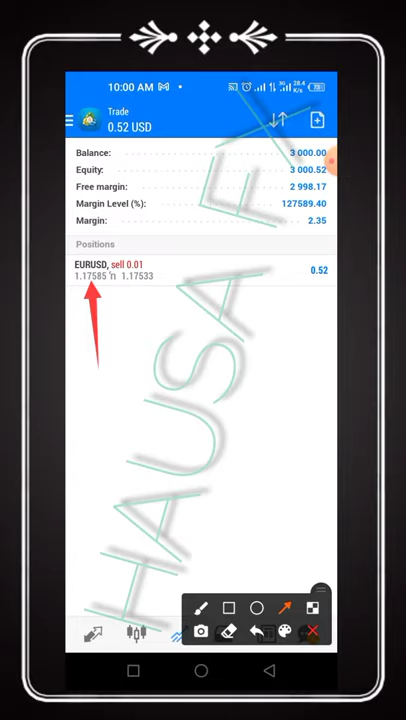 10:00 AM
28.4
K/s
Trade
0.52 USD
Balance: 3 000.00
Equity: 3 000.52
Free margin: 2 998.17
Margin Level (%): 127589.40
Margin: 2.35
Positions
EURUSD, sell 0.01
1.17585 1.17533
0.52
HAUSA FX